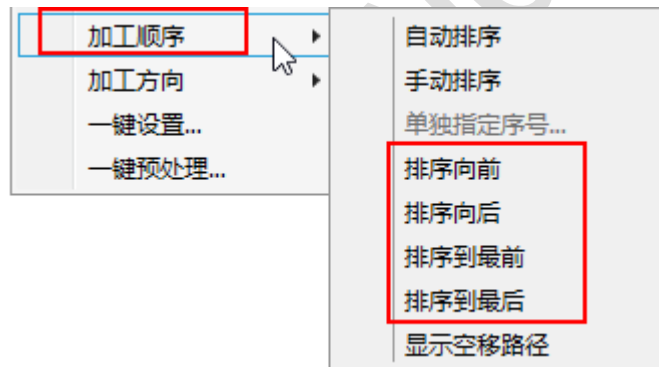 加工顺序
加工方向
一键设置...
一键预处理...
自动排序
手动排序
单独指定序号...
排序向前
排序向后
排序到最前
排序到最后
显示空移路径